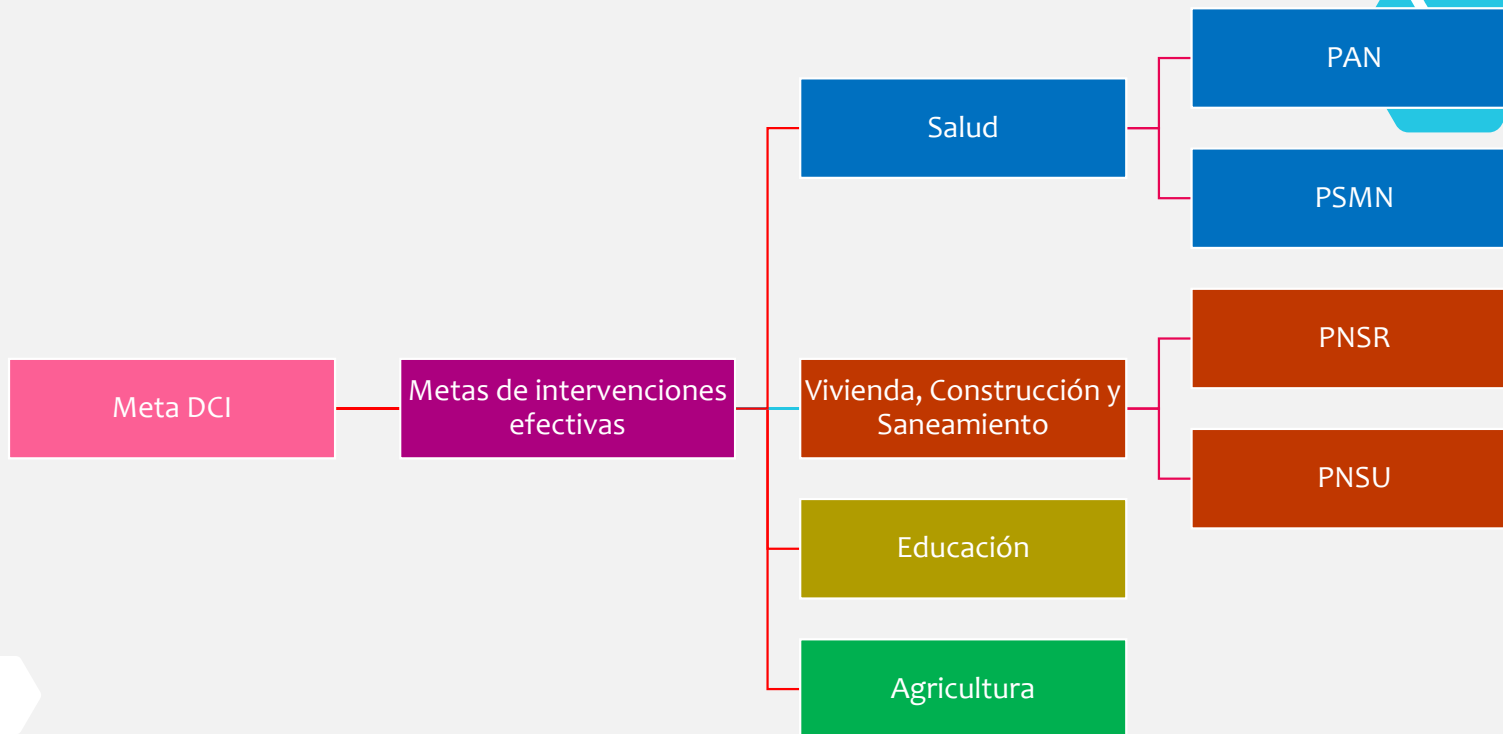 Meta DCI
Metas de intervenciones
efectivas
Salud
PAN
PSMN
Vivienda, Construcción y
Saneamiento
PNSR
PNSU
Educación
Agricultura